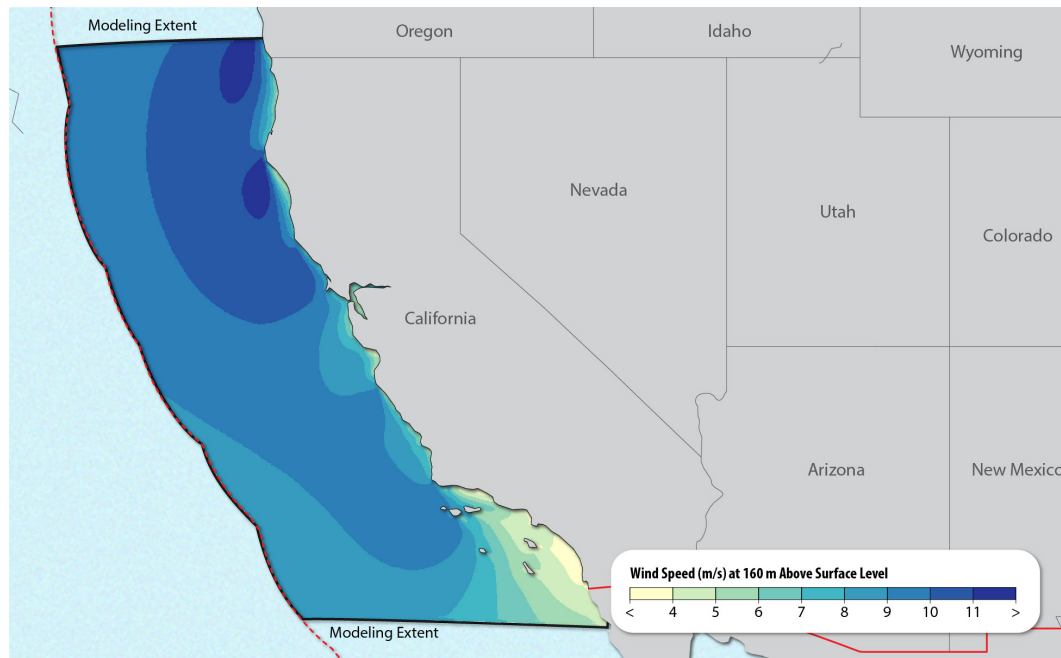 Modeling Extent
Oregon
Idaho
Wyoming
Nevada
Utah
Colorado
California
Arizona
New Mexico
Wind Speed (m/s) at 160 m Above Surface Level
< 4 5 6 7 8 9 10 11 >
Modeling Extent